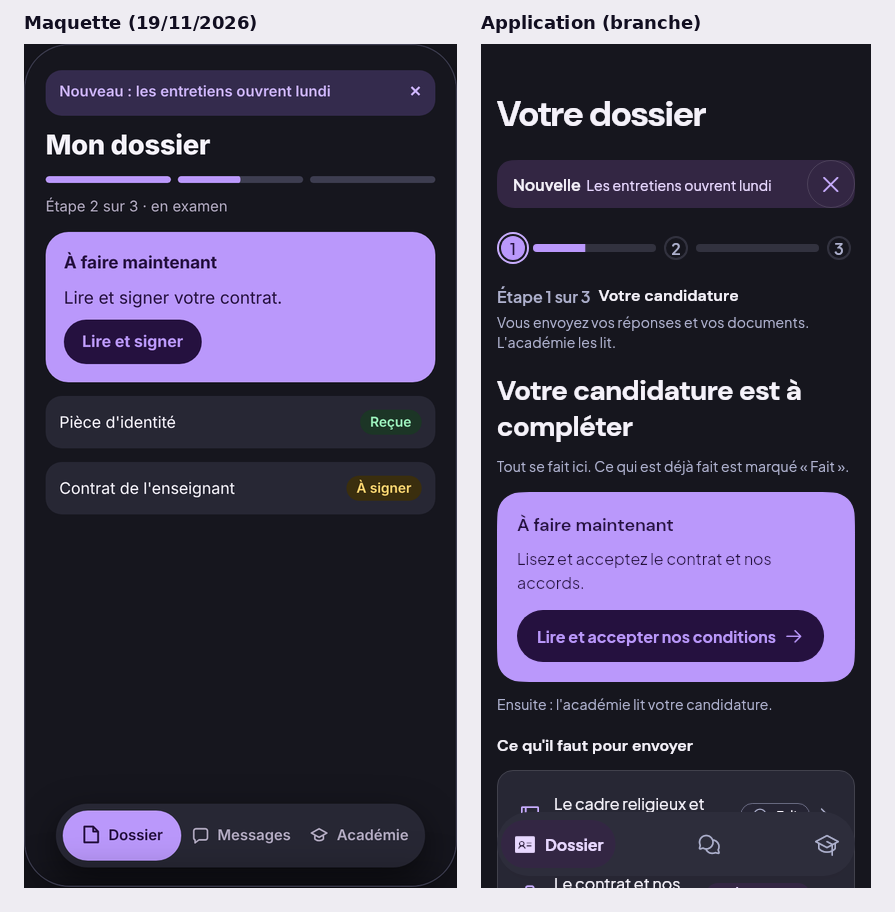 Maquette (19/11/2026)
Nouveau : les entretiens ouvrent lundi
Mon dossier
Étape 2 sur 3 · en examen
À faire maintenant
Lire et signer votre contrat.
Lire et signer
Pièce d'identité
Reçue
Contrat de l'enseignant
À signer
Dossier
Messages
Académie
Application (branche)
Votre dossier
Nouvelle Les entretiens ouvrent lundi
1
2
3
Étape 1 sur 3 Votre candidature
Vous envoyez vos réponses et vos documents.
L'académie les lit.
Votre candidature est à
compléter
Tout se fait ici. Ce qui est déjà fait est marqué « Fait ».
À faire maintenant
Lisez et acceptez le contrat et nos
accords.
Lire et accepter nos conditions
Ensuite : l'académie lit votre candidature.
Ce qu'il faut pour envoyer
Le cadre religieux et
Dossier
Le contrat et nos